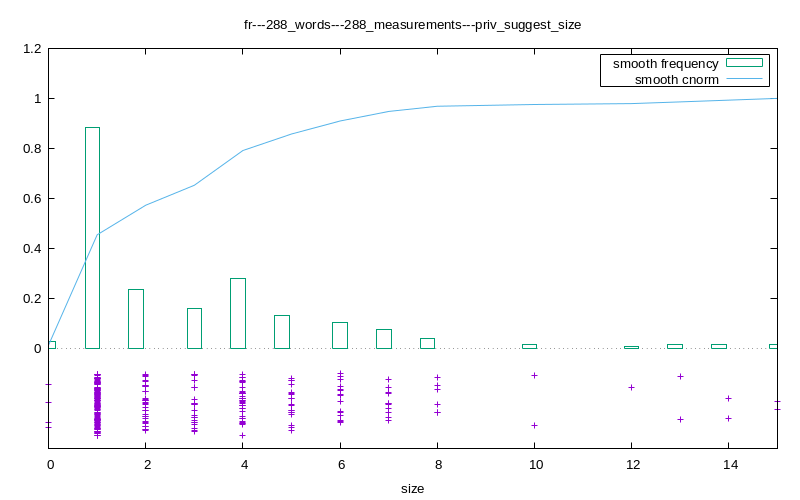 fr---288_words---288_measurements---priv_suggest_size
1.2
smooth frequency
smooth cnorm
1
0.8
0.6
0.4
0.2
0
0 2 4 6 8 10 12 14
size